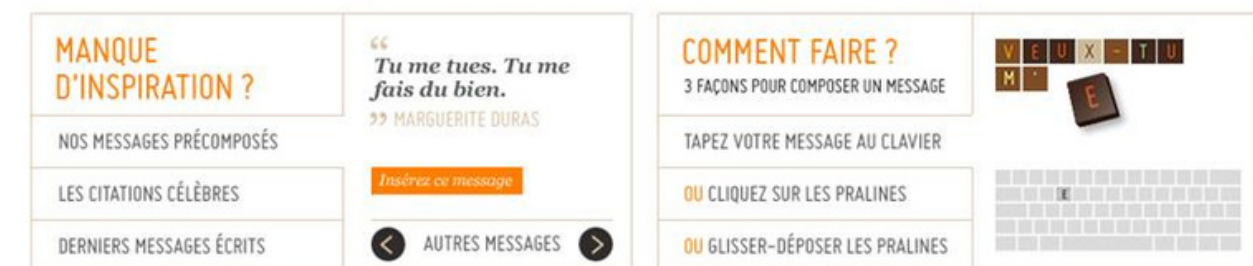 MANQUE
D'INSPIRATION ?
NOS MESSAGES PRÉCOMPOSÉS
LES CITATIONS CÉLÈBRES
DERNIERS MESSAGES ÉCRITS
“
Tu me tues. Tu me
fais du bien.
” MARGUERITE DURAS
Insérez ce message
< AUTRES MESSAGES >
COMMENT FAIRE ?
3 FAÇONS POUR COMPOSER UN MESSAGE
TAPEZ VOTRE MESSAGE AU CLAVIER
OU CLIQUEZ SUR LES PRALINES
OU GLISSER-DÉPOSER LES PRALINES
VEUX-TU
M'
E
E